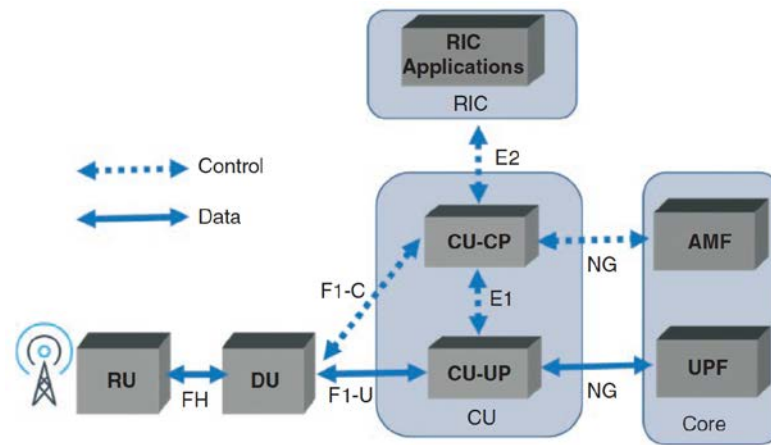 RIC
Applications
RIC
E2
Control
Data
CU-CP
AMF
NG
F1-C
E1
RU
FH
DU
F1-U
CU-UP
NG
UPF
CU
Core